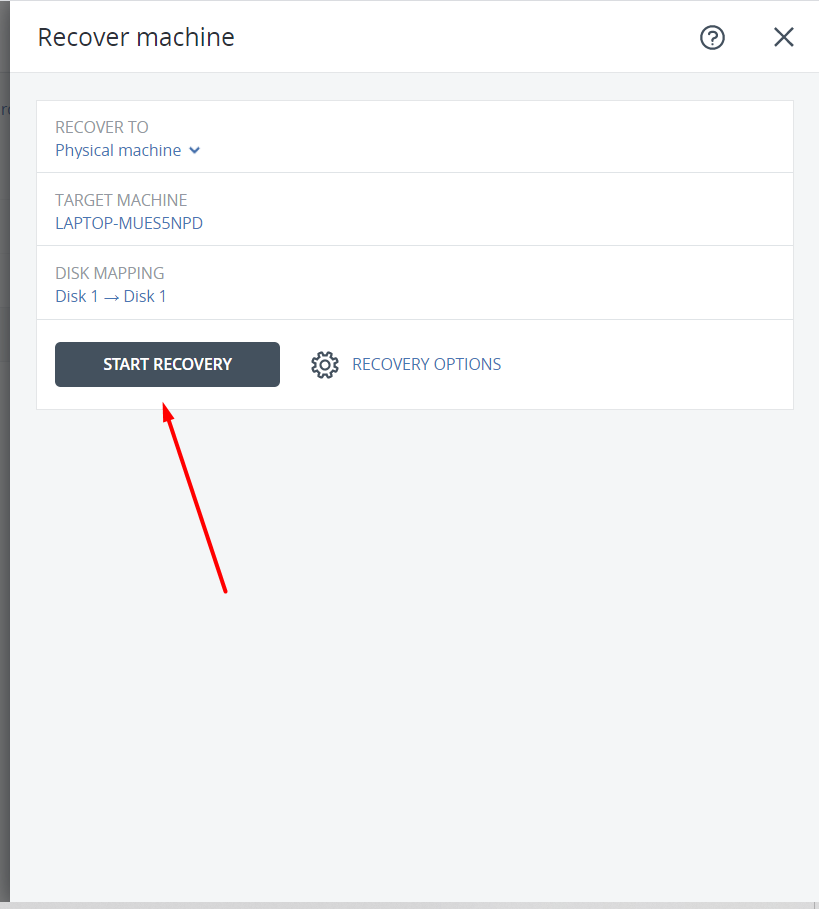 Recover machine
RECOVER TO
Physical machine
TARGET MACHINE
LAPTOP-MUES5NPD
DISK MAPPING
Disk 1 → Disk 1
START RECOVERY
RECOVERY OPTIONS